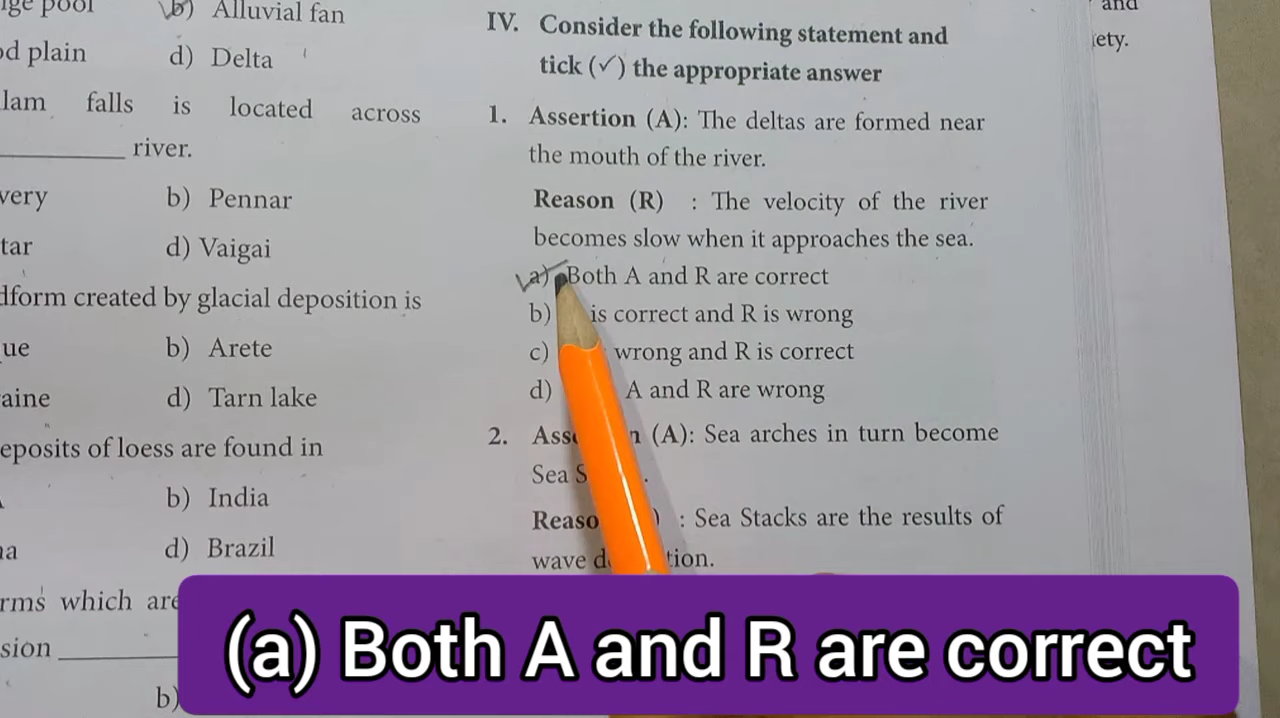 b) Alluvial fan
d plain d) Delta
lam falls is located across
river.
very b) Pennar
tar d) Vaigai
dform created by glacial deposition is
ue b) Arete
aine d) Tarn lake
eposits of loess are found in
b) India
a d) Brazil
rms which are
sion
b)
IV. Consider the following statement and
tick (✓) the appropriate answer
1. Assertion (A): The deltas are formed near
the mouth of the river.
Reason (R) : The velocity of the river
becomes slow when it approaches the sea.
a) Both A and R are correct
b) is correct and R is wrong
c) wrong and R is correct
d) A and R are wrong
2. Ass n (A): Sea arches in turn become
Sea S .
Reaso ) : Sea Stacks are the results of
wave d tion.
and
iety.
(a) Both A and R are correct